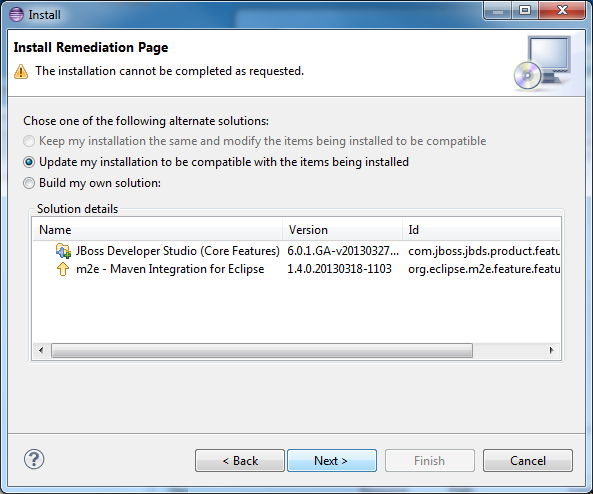 Install
Install Remediation Page
The installation cannot be completed as requested.
Chose one of the following alternate solutions:
Keep my installation the same and modify the items being installed to be compatible
Update my installation to be compatible with the items being installed
Build my own solution:
Solution details
Name Version Id
JBoss Developer Studio (Core Features) 6.0.1.GA-v20130327... com.jboss.jbds.product.featu
m2e - Maven Integration for Eclipse 1.4.0.20130318-1103 org.eclipse.m2e.feature.featu
? < Back Next > Finish Cancel